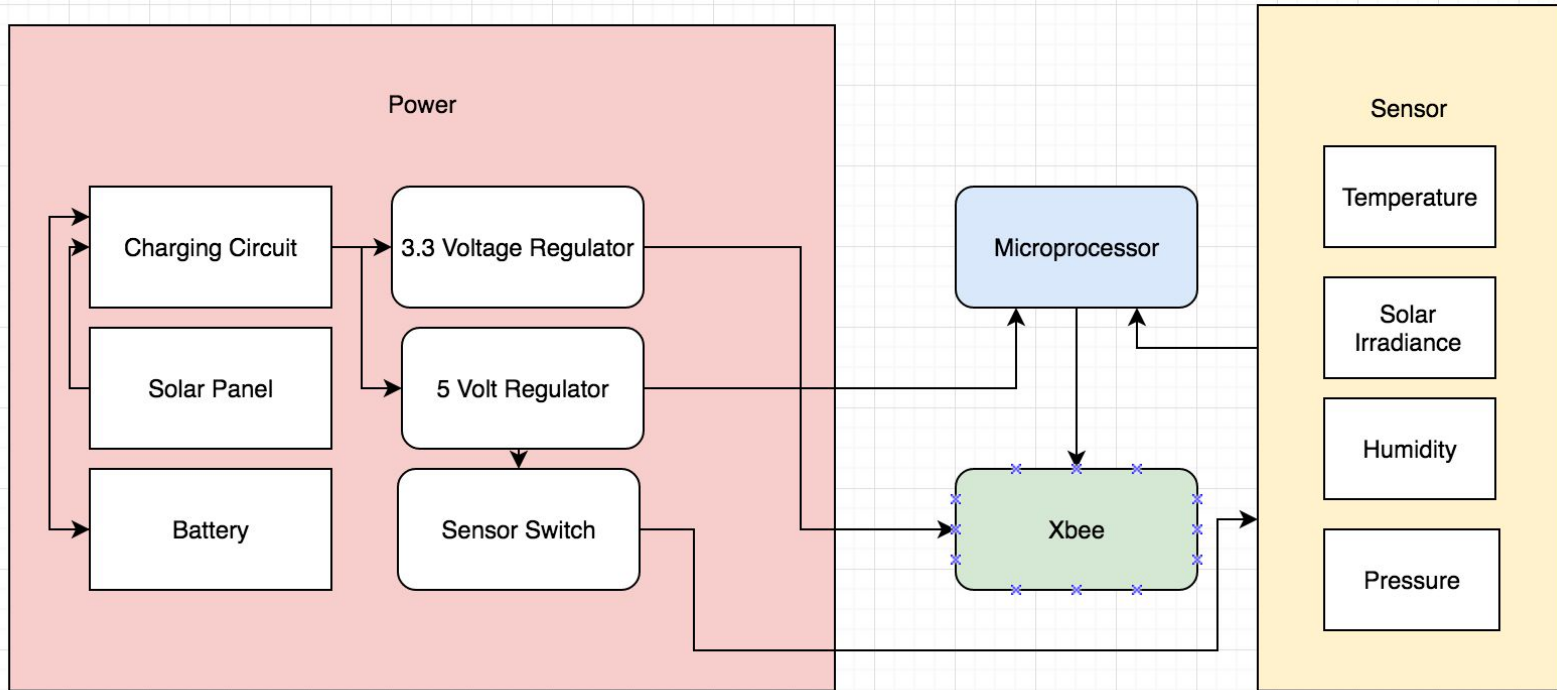 Power
Charging Circuit
3.3 Voltage Regulator
Solar Panel
5 Volt Regulator
Battery
Sensor Switch
Microprocessor
Xbee
Sensor
Temperature
Solar
Irradiance
Humidity
Pressure